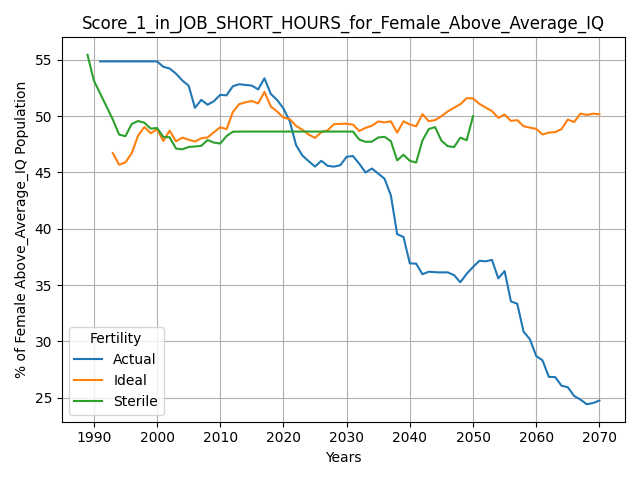 Score_1_in_JOB_SHORT_HOURS_for_Female_Above_Average_IQ
% of Female Above_Average_IQ Population
55
50
45
40
35
30
25
Fertility
Actual
Ideal
Sterile
1990 2000 2010 2020 2030 2040 2050 2060 2070
Years